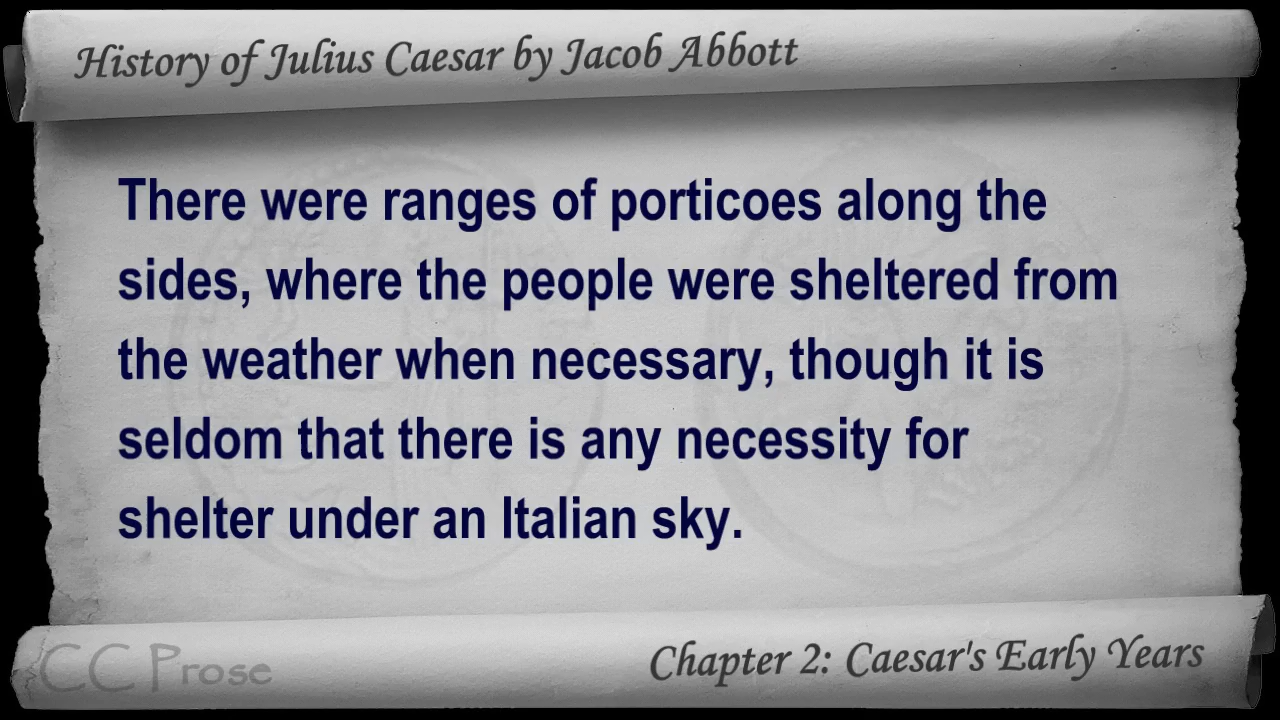 History of Julius Caesar by Jacob Abbott
There were ranges of porticoes along the
sides, where the people were sheltered from
the weather when necessary, though it is
seldom that there is any necessity for
shelter under an Italian sky.
CC Prose
Chapter 2: Caesar's Early Years